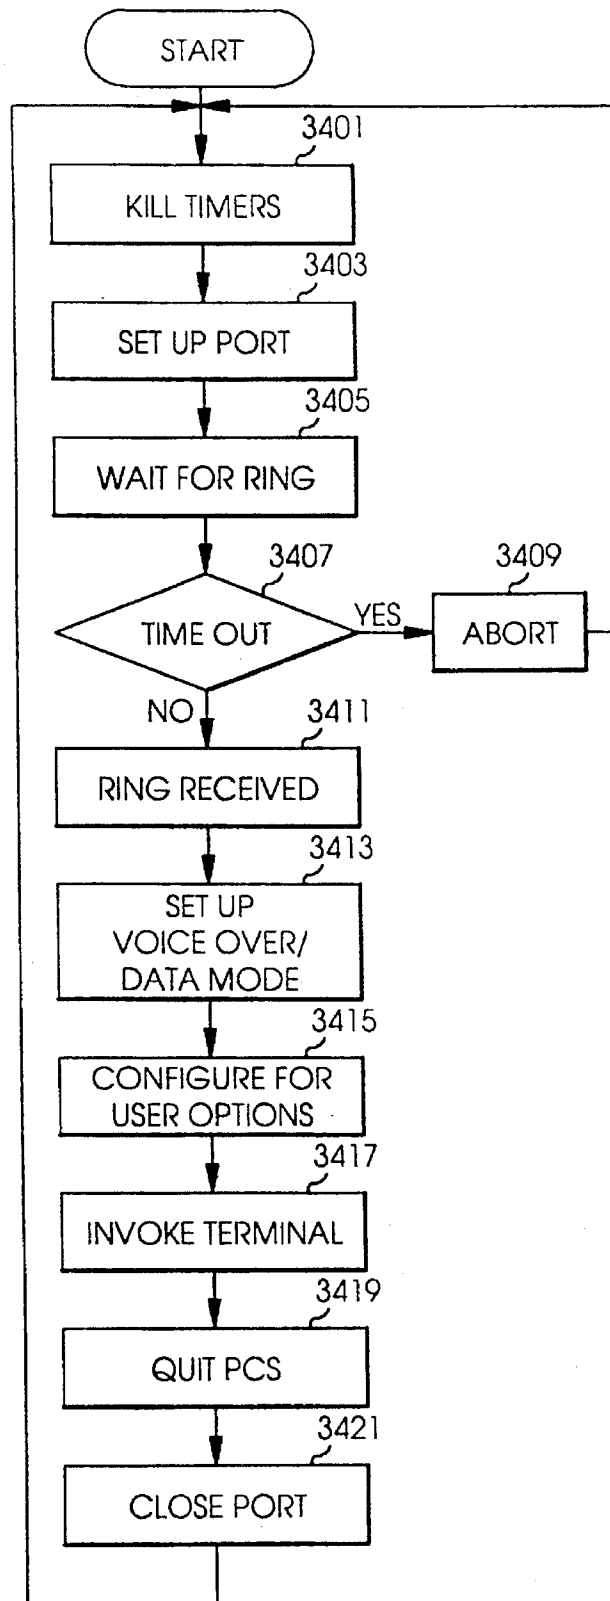 START
3401
KILL TIMERS
3403
SET UP PORT
3405
WAIT FOR RING
3407
TIME OUT
YES
3409
ABORT
NO
3411
RING RECEIVED
3413
SET UP
VOICE OVER/
DATA MODE
3415
CONFIGURE FOR
USER OPTIONS
3417
INVOKE TERMINAL
3419
QUIT PCS
3421
CLOSE PORT